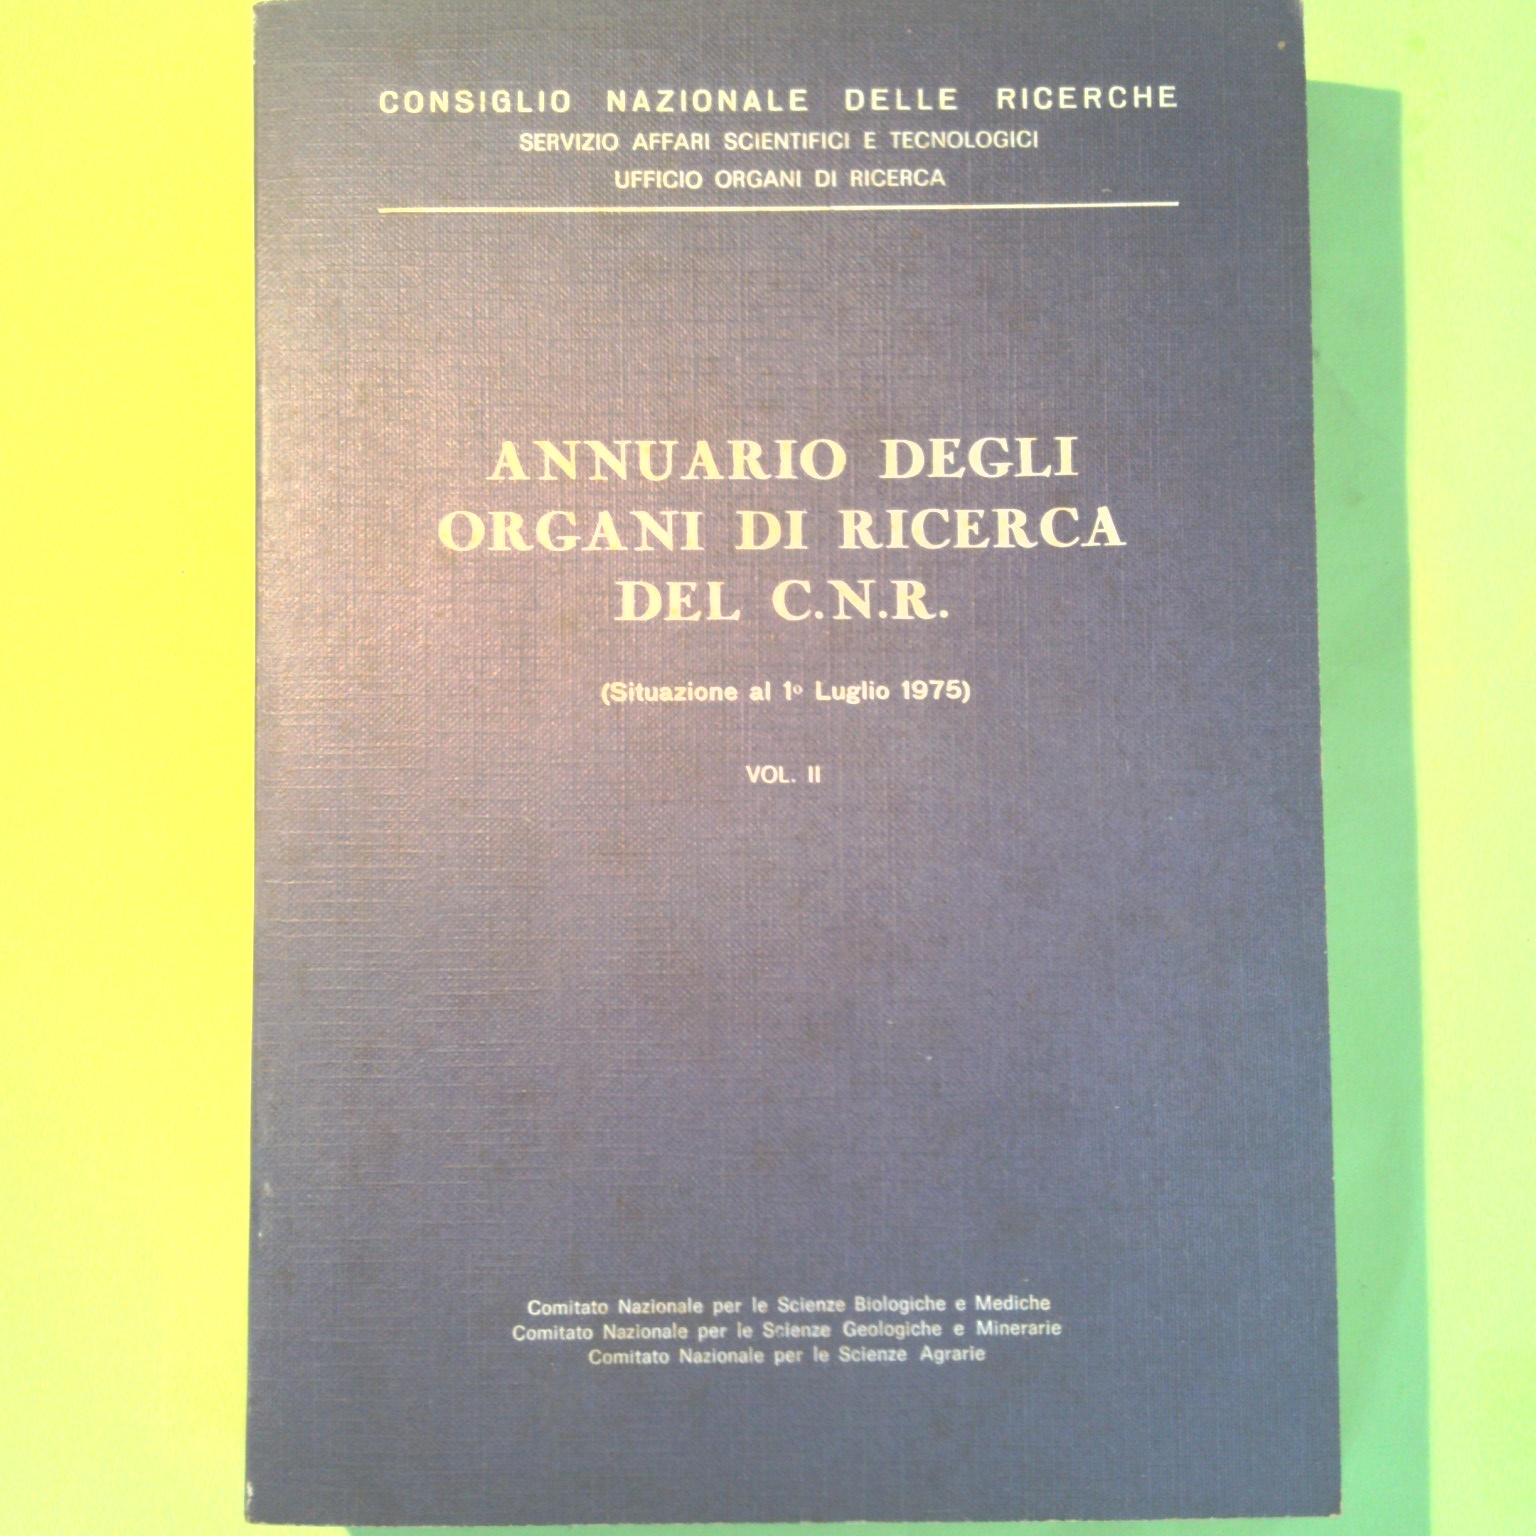 CONSIGLIO NAZIONALE DELLE RICERCHE
SERVIZIO AFFARI SCIENTIFICI E TECNOLOGICI
UFFICIO ORGANI DI RICERCA
ANNUARIO DEGLI
ORGANI DI RICERCA
DEL C.N.R.
(Situazione al 1º Luglio 1975)
VOL. II
Comitato Nazionale per le Scienze Biologiche e Mediche
Comitato Nazionale per le Scienze Geologiche e Minerarie
Comitato Nazionale per le Scienze Agrarie